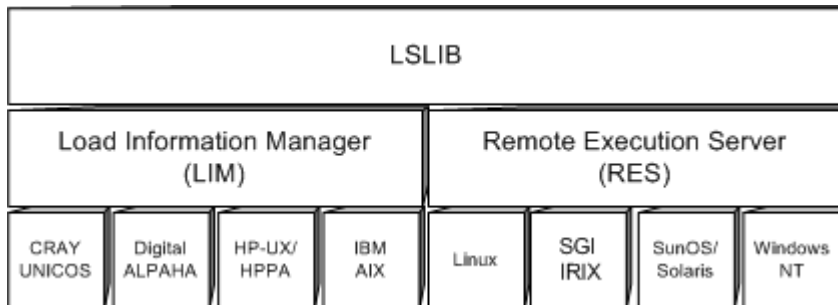 LSLIB
Load Information Manager
(LIM)
Remote Execution Server
(RES)
CRAY
UNICOS
Digital
ALPAHA
HP-UX/
HPPA
IBM
AIX
Linux
SGI
IRIX
SunOS/
Solaris
Windows
NT